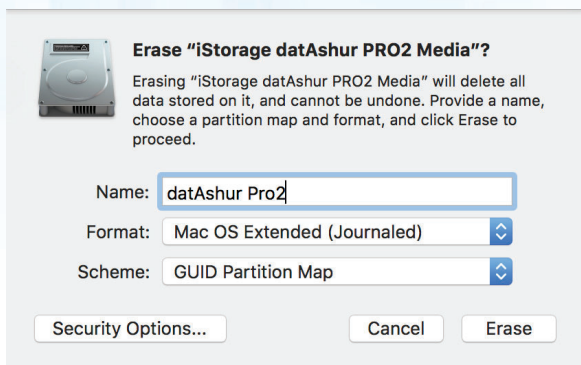 Erase “iStorage datAshur PRO2 Media”?
Erasing “iStorage datAshur PRO2 Media” will delete all
data stored on it, and cannot be undone. Provide a name,
choose a partition map and format, and click Erase to
proceed.
Name: datAshur Pro2
Format: Mac OS Extended (Journaled)
Scheme: GUID Partition Map
Security Options... Cancel Erase